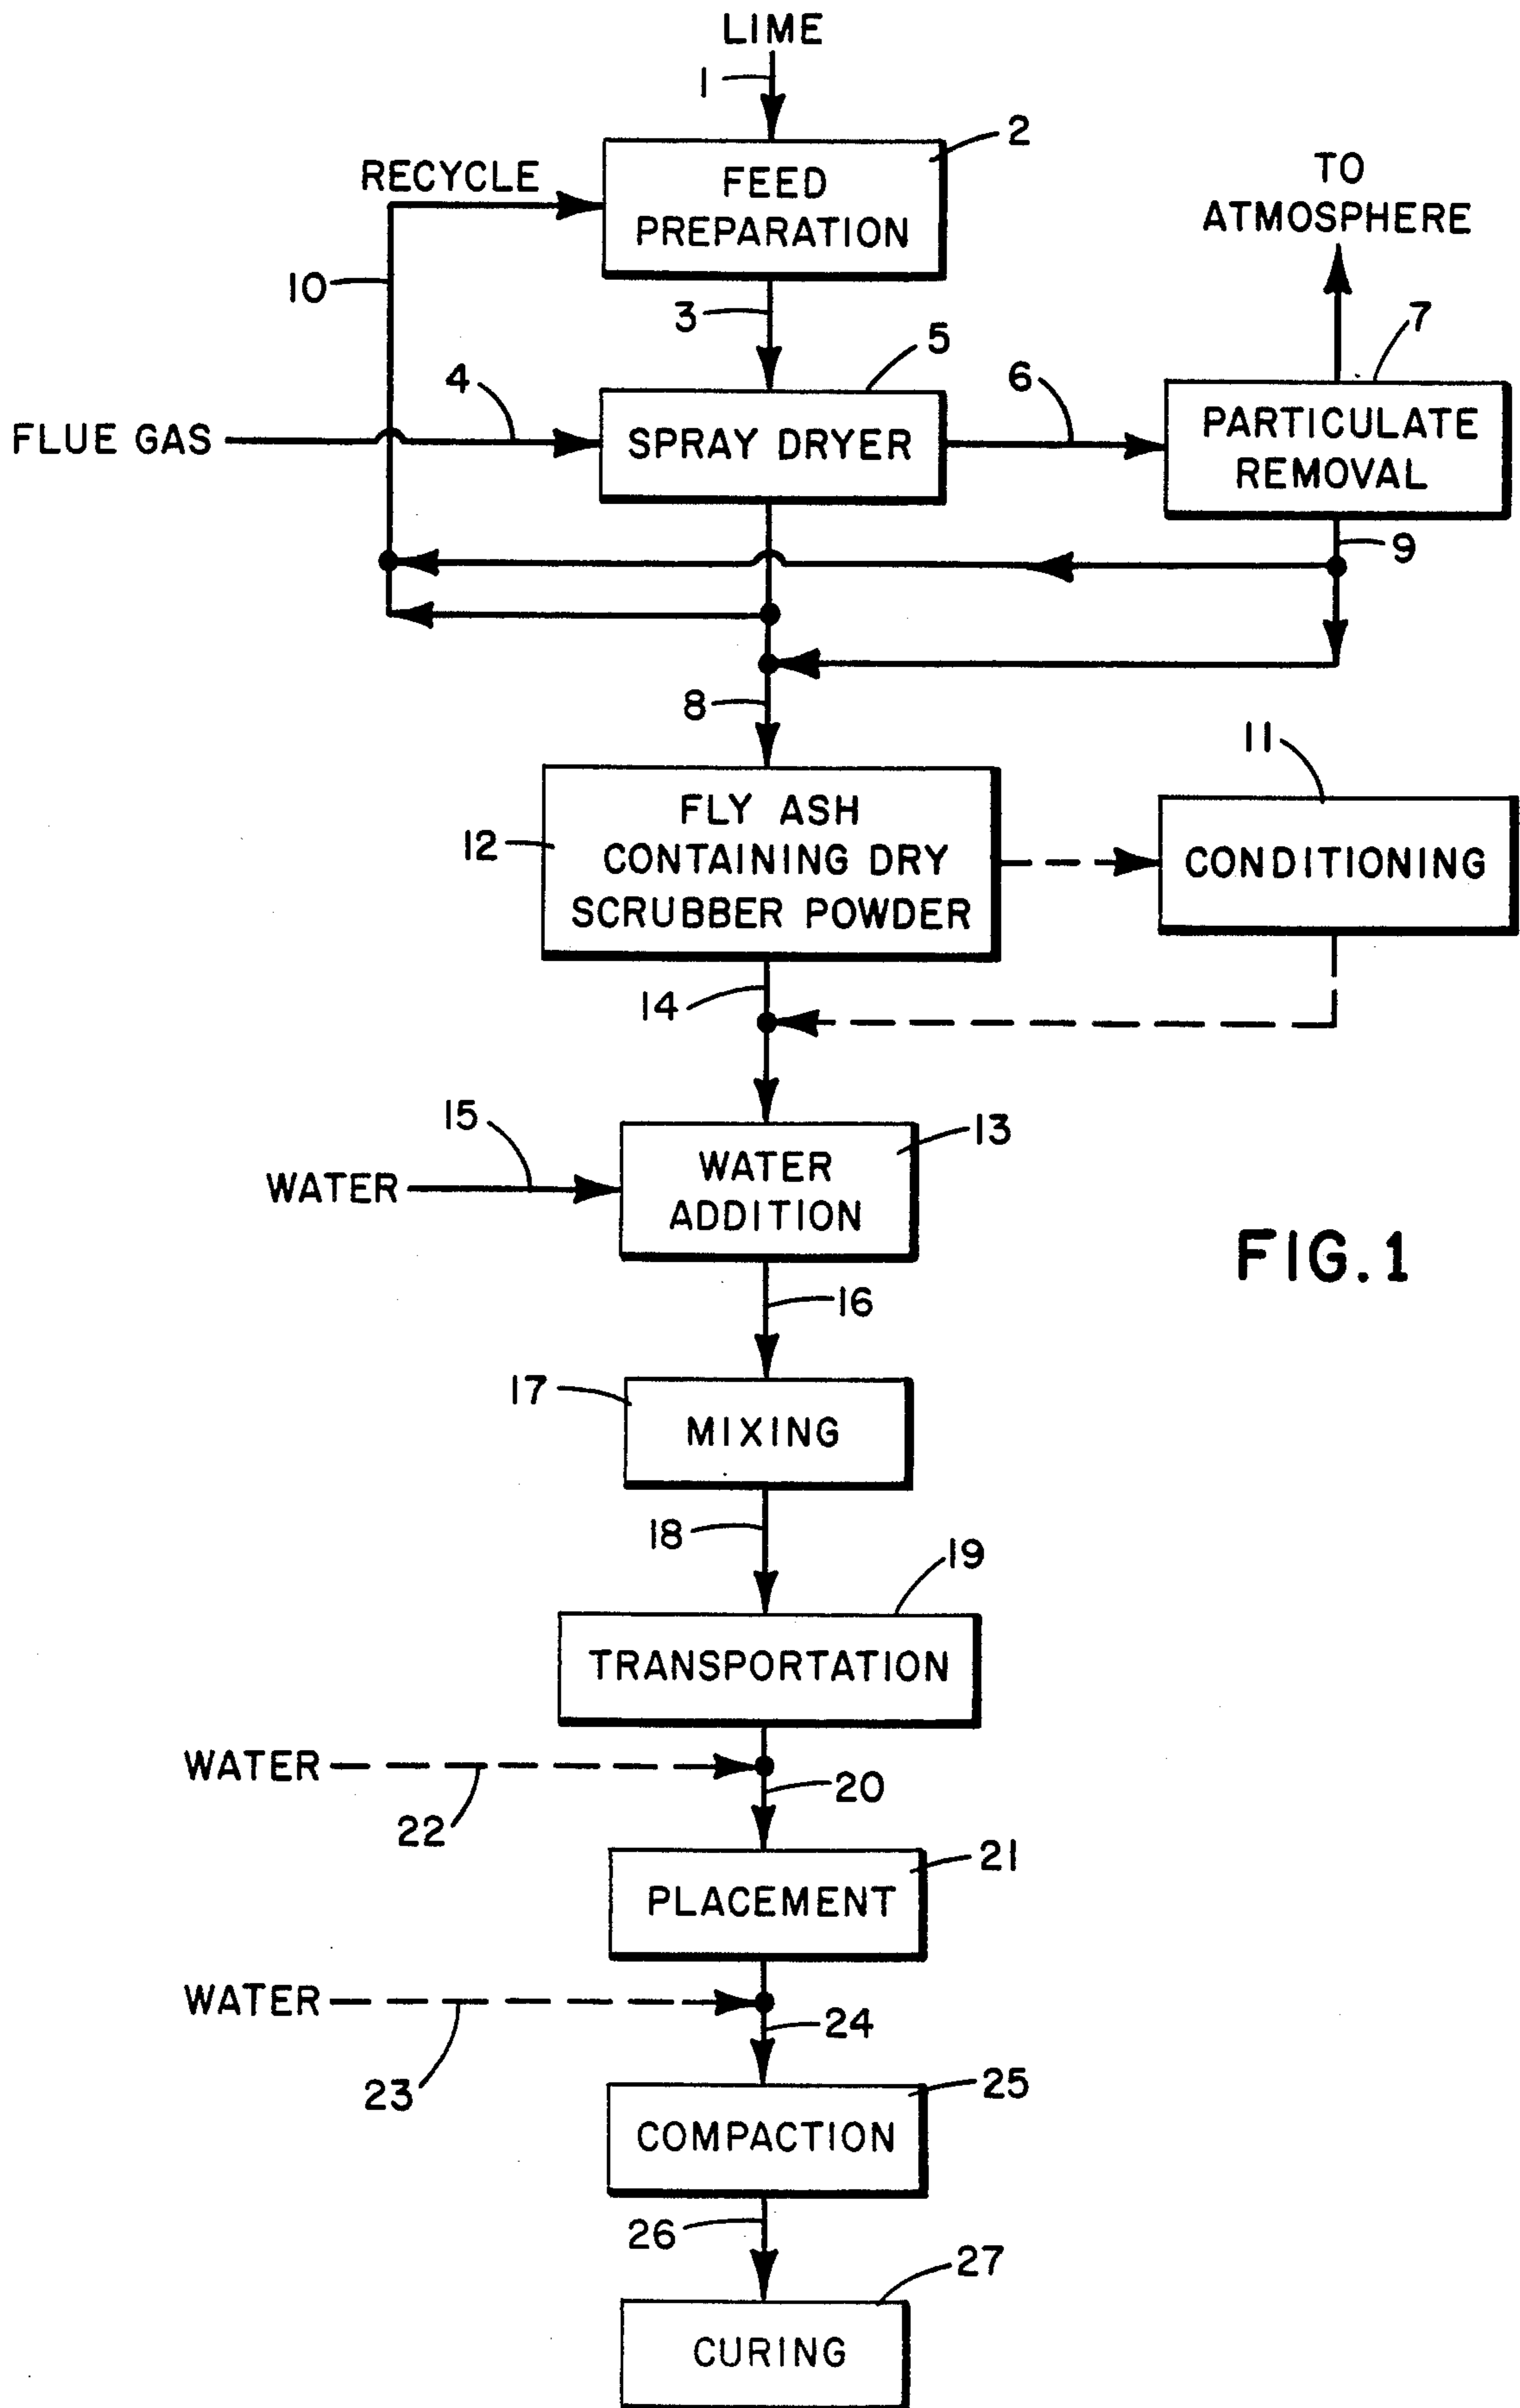 LIME
1
2
RECYCLE
FEED
PREPARATION
TO
ATMOSPHERE
10
3
7
4
5
6
FLUE GAS
SPRAY DRYER
PARTICULATE
REMOVAL
9
8
11
12
FLY ASH
CONTAINING DRY
SCRUBBER POWDER
CONDITIONING
14
15
13
WATER
WATER
ADDITION
FIG. 1
16
17
MIXING
18
19
TRANSPORTATION
WATER
20
22
21
PLACEMENT
WATER
24
23
25
COMPACTION
26
27
CURING